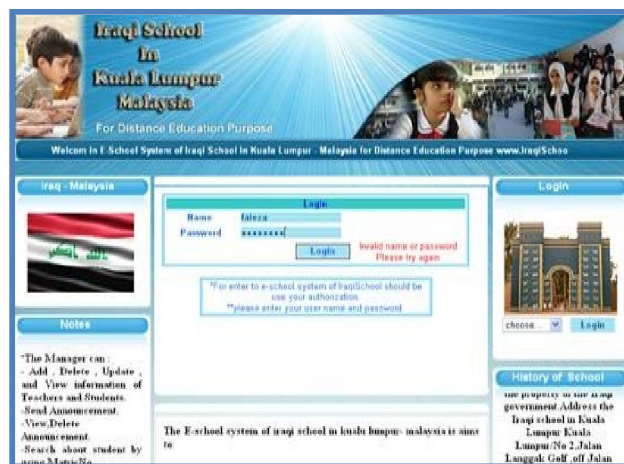 Iraqi School
In
Kuala Lumpur
Malaysia
For Distance Education Purpose
Welcom in E-School System of Iraqi School in Kuala Lumpur - Malaysia for Distance Education Purpose www.IraqiSchoo
Iraq - Malaysia
الله اكبر
Notes
*The Manager can :
- Add , Delete , Update ,
and View information of
Teachers and Students.
-Send Announcement.
-View,Delete
Announcement.
-Search about student by
using MatricNo
Login
Name faieza
Password ••••••••
Login
Invalid name or password
Please try again
*For enter to e-school system of IraqiSchool should be
use your authorization.
**please enter your user name and password
The E-school system of iraqi school in kualu lumpur- malaysia is aims
to:
Login
choose...
Login
History of School
the property of the Iraqi
government.Address the
Iraqi school in Kuala
Lumpur Kuala
Lumpur/No 2,Jalan
Langgak Golf ,off Jalan